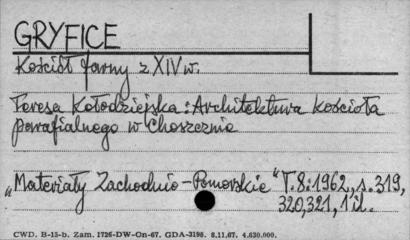 GRYFICE
Kościół farny z XIV w.
Teresa Kołodziejska: Architektura kościoła
parafialnego w Choszcznie
„Materiały Zachodnio-Pomorskie" T.8:1962, s.319,
320,321, 1 il.
CWD. B-13-b. Zam. 1726-DW-On-67. GDA-3198. 8.11.67. 4.630.000.